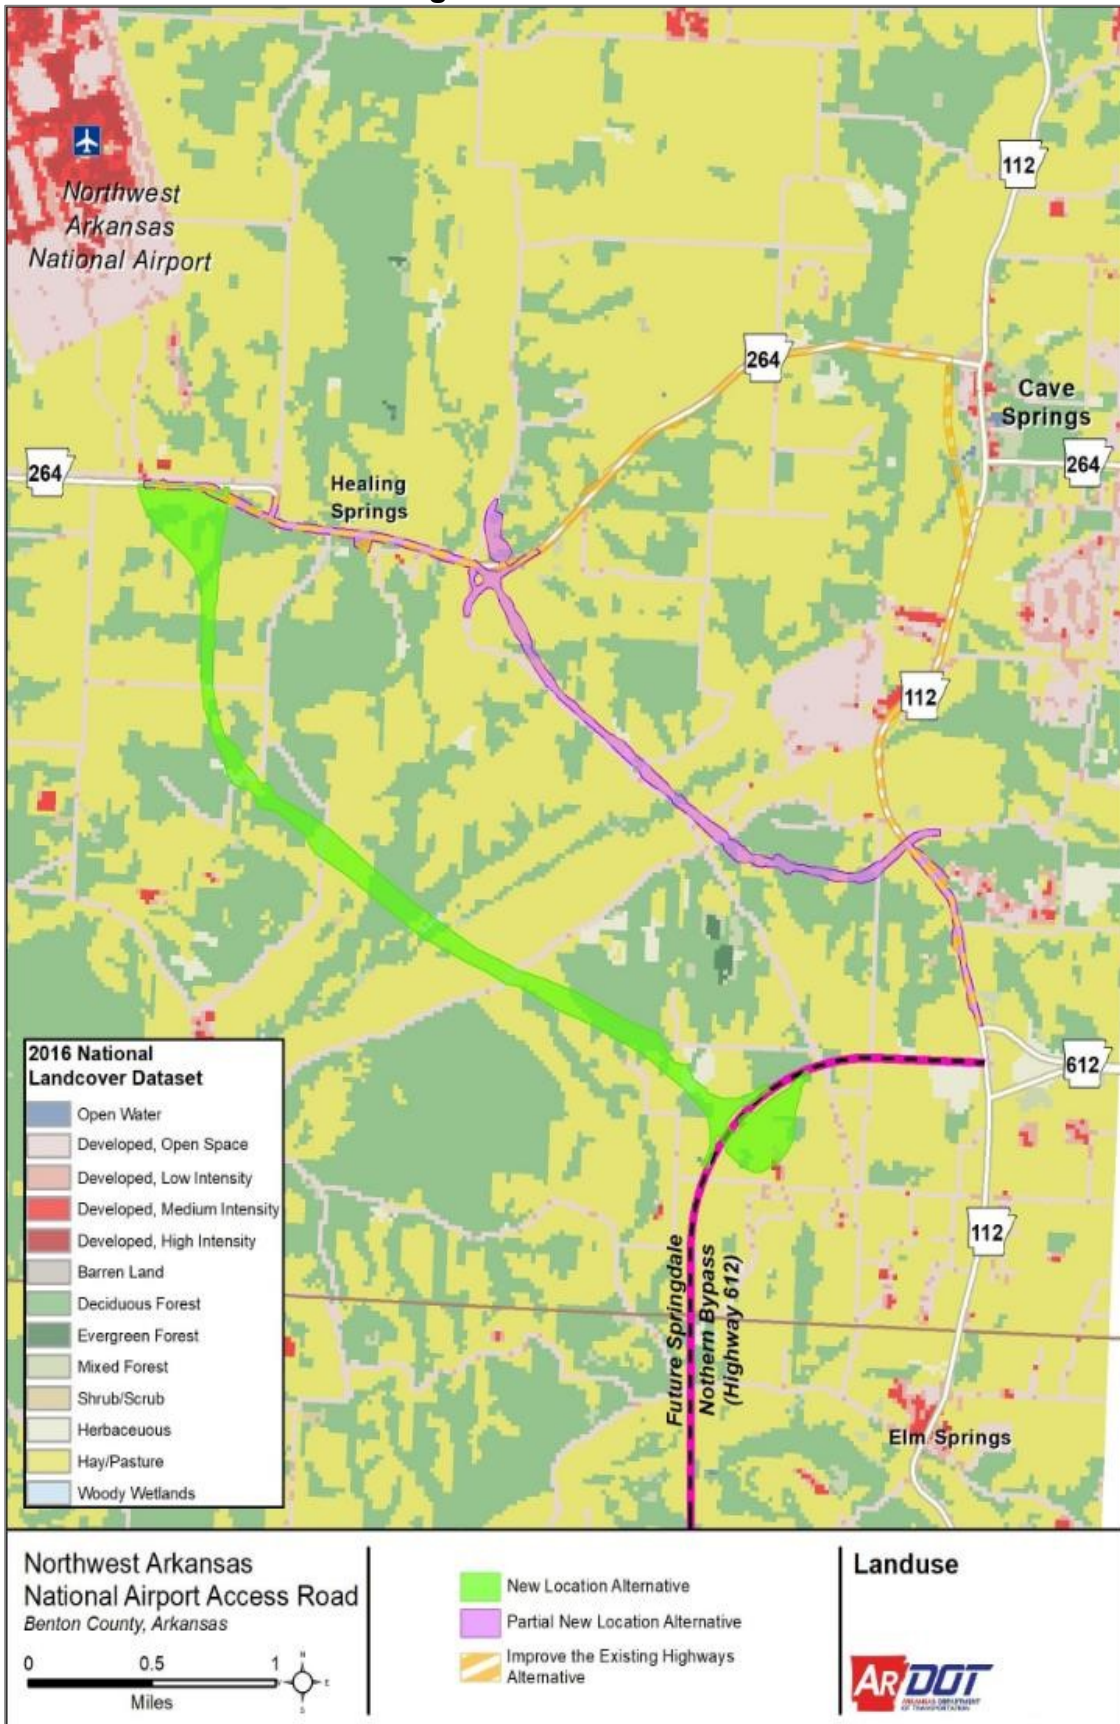 g
112
Northwest
Arkansas
National Airport
264
Cave
Springs
264
264
Healing
Springs
112
612
2016 National
Landcover Dataset
Open Water
Developed, Open Space
Developed, Low Intensity
Developed, Medium Intensity
Developed, High Intensity
Barren Land
Deciduous Forest
Evergreen Forest
Mixed Forest
Shrub/Scrub
Herbaceuous
Hay/Pasture
Woody Wetlands
112
Future Springdale
Nothern Bypass
(Highway 612)
Elm Springs
Northwest Arkansas
National Airport Access Road
Benton County, Arkansas
0 0.5 1
Miles
N
E
S
New Location Alternative
Partial New Location Alternative
Improve the Existing Highways
Alternative
Landuse
ARDOT
ARKANSAS DEPARTMENT
OF TRANSPORTATION